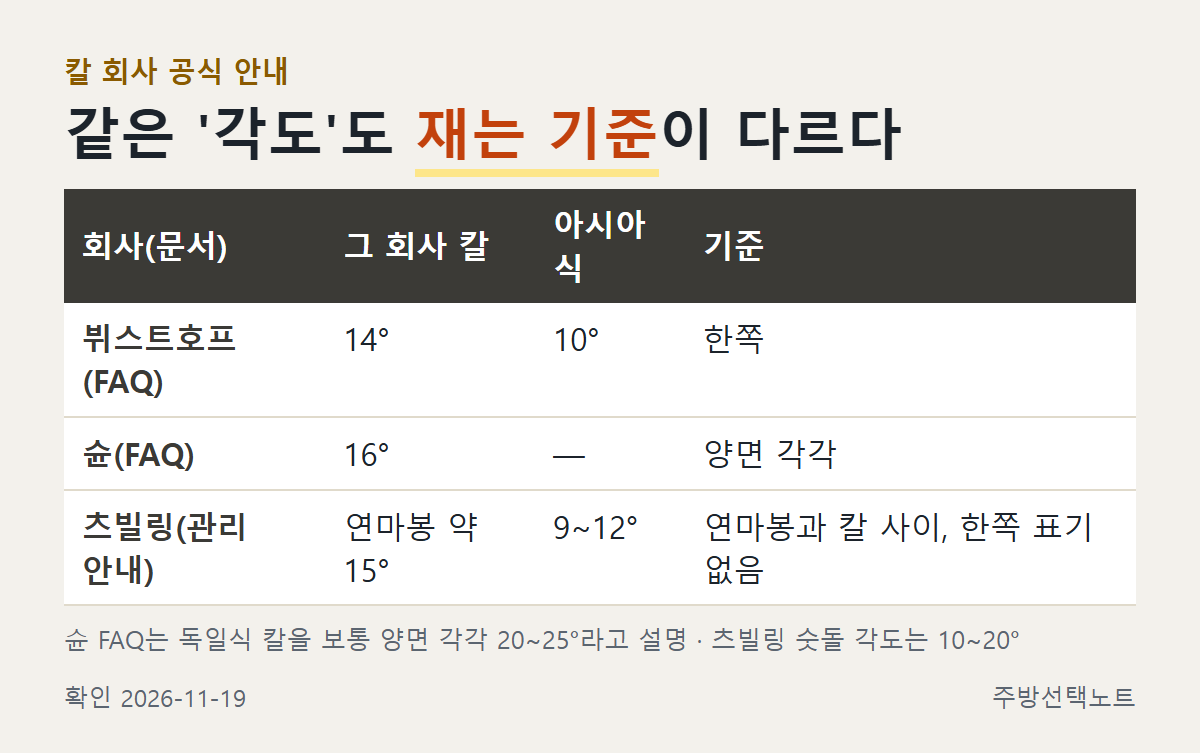 칼 회사 공식 안내
같은 '각도'도 재는 기준이 다르다
회사(문서) 그 회사 칼 아시아식 기준
뷔스트호프(FAQ) 14° 10° 한쪽
슌(FAQ) 16° — 양면 각각
츠빌링(관리 안내) 연마봉 약 15° 9~12° 연마봉과 칼 사이, 한쪽 표기 없음
슌 FAQ는 독일식 칼을 보통 양면 각각 20~25°라고 설명 · 츠빌링 숫돌 각도는 10~20°
확인 2026-11-19
주방선택노트